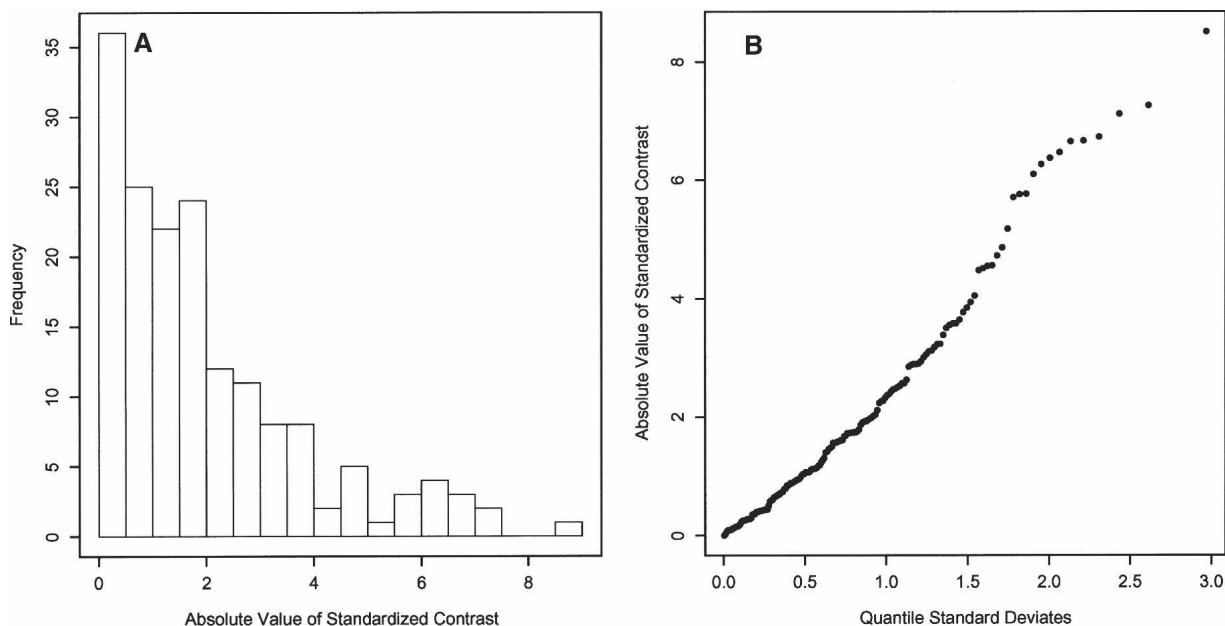 A
Frequency
35
30
25
20
15
10
5
0
0 2 4 6 8
Absolute Value of Standardized Contrast
B
Absolute Value of Standardized Contrast
8
6
4
2
0
0.0 0.5 1.0 1.5 2.0 2.5 3.0
Quantile Standard Deviates